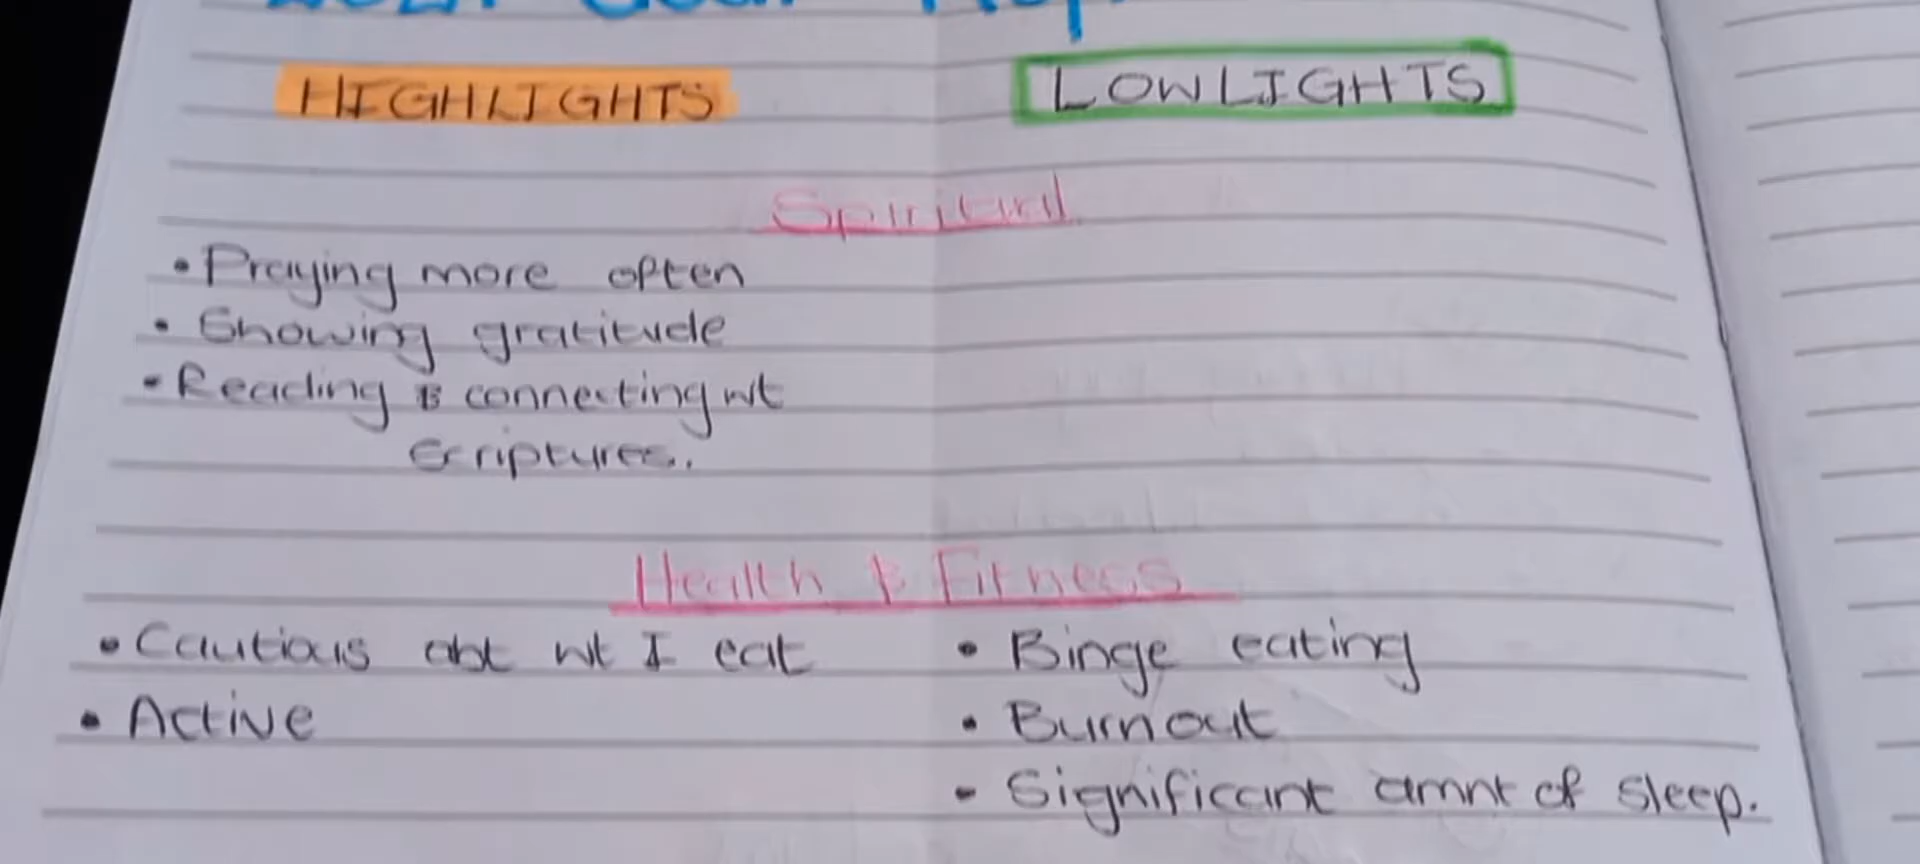 HIGHLIGHTS LOWLIGHTS
Spiritual
• Praying more often
• Showing gratitude
• Reading & connecting wt
scriptures.
Health & Fitness
• Cautious abt wt I eat • Binge eating
• Active • Burnout
• Significant amnt of sleep.